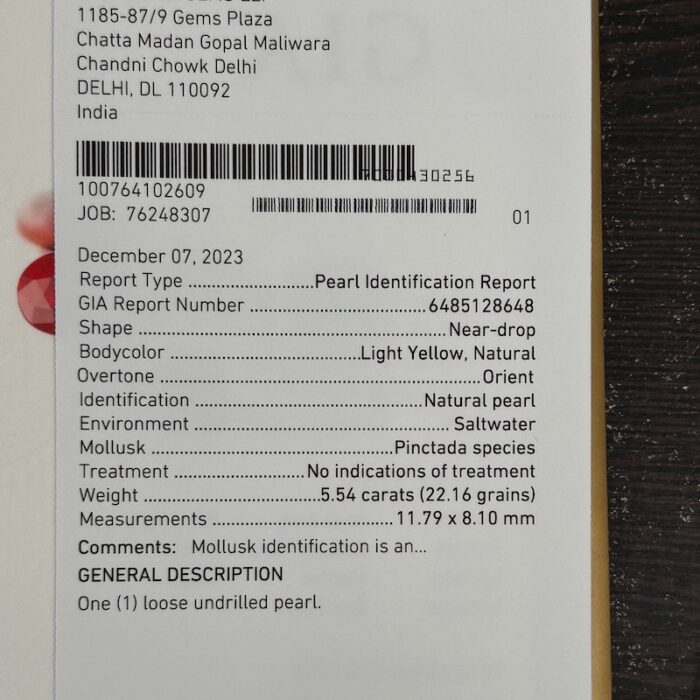 1185-87/9 Gems Plaza
Chatta Madan Gopal Maliwara
Chandni Chowk Delhi
DELHI, DL 110092
India
430256
100764102609
JOB: 76248307
01
December 07, 2023
Report Type ........................Pearl Identification Report
GIA Report Number ..................................6485128648
Shape ...........................................................Near-drop
Bodycolor ....................................Light Yellow, Natural
Overtone .............................................................Orient
Identification ...........................................Natural pearl
Environment .................................................Saltwater
Mollusk ..............................................Pinctada species
Treatment .........................No indications of treatment
Weight ..................................5.54 carats (22.16 grains)
Measurements ...................................11.79 x 8.10 mm
Comments: Mollusk identification is an...
GENERAL DESCRIPTION
One (1) loose undrilled pearl.